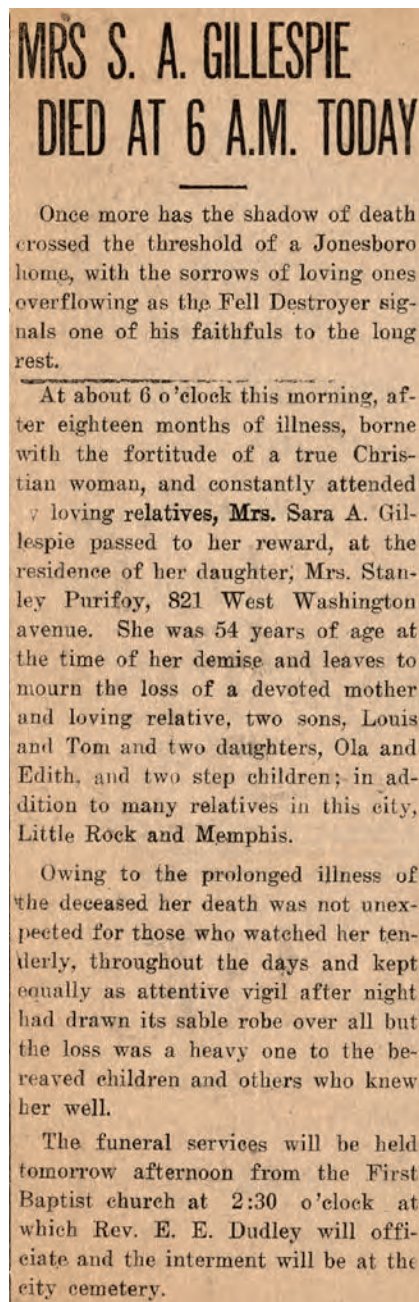 MRS S. A. GILLESPIE
DIED AT 6 A.M. TODAY
Once more has the shadow of death
crossed the threshold of a Jonesboro
home, with the sorrows of loving ones
overflowing as the Fell Destroyer sig-
nals one of his faithfuls to the long
rest.
At about 6 o'clock this morning, af-
ter eighteen months of illness, borne
with the fortitude of a true Chris-
tian woman, and constantly attended
y loving relatives, Mrs. Sara A. Gil-
lespie passed to her reward, at the
residence of her daughter, Mrs. Stan-
ley Purifoy, 821 West Washington
avenue. She was 54 years of age at
the time of her demise and leaves to
mourn the loss of a devoted mother
and loving relative, two sons, Louis
and Tom and two daughters, Ola and
Edith, and two step children; in ad-
dition to many relatives in this city,
Little Rock and Memphis.
Owing to the prolonged illness of
the deceased her death was not unex-
pected for those who watched her ten-
derly, throughout the days and kept
equally as attentive vigil after night
had drawn its sable robe over all but
the loss was a heavy one to the be-
reaved children and others who knew
her well.
The funeral services will be held
tomorrow afternoon from the First
Baptist church at 2:30 o'clock at
which Rev. E. E. Dudley will offi-
ciate and the interment will be at the
city cemetery.